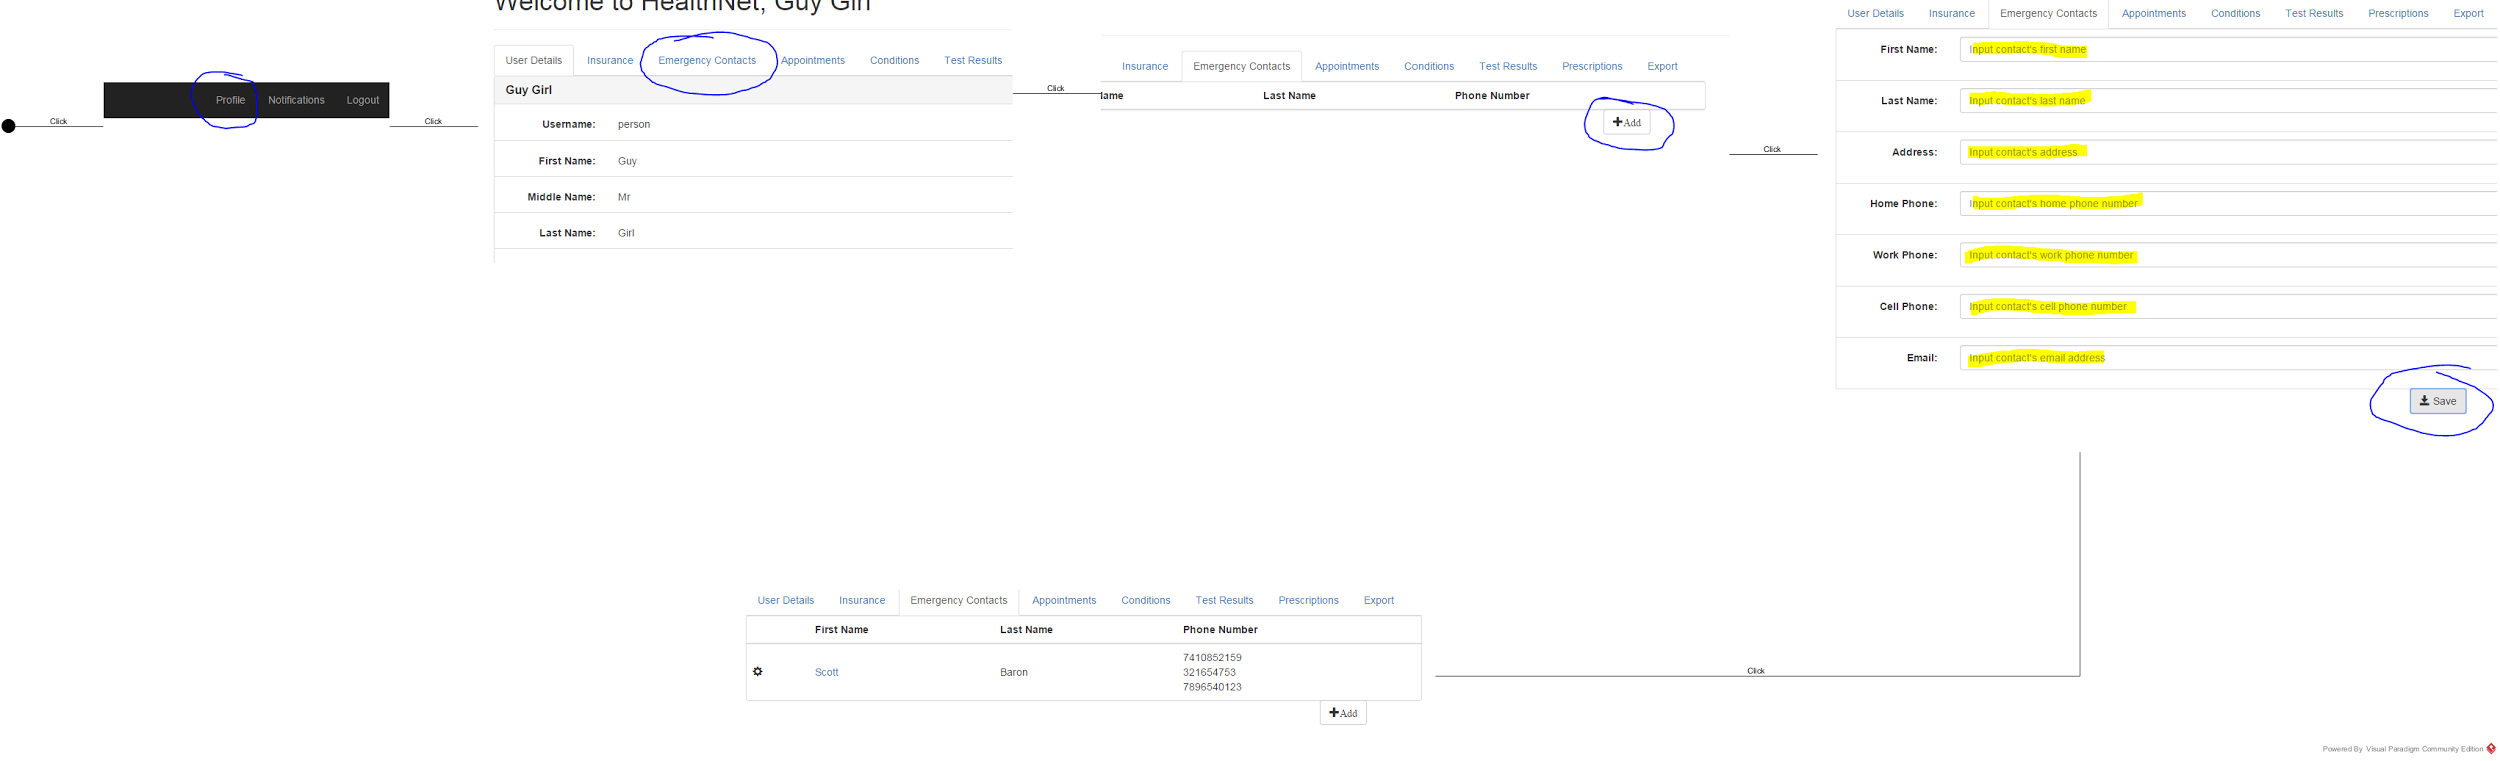 Click
Profile Notifications Logout
Click
Welcome to HealthNet, Guy Girl
User Details Insurance Emergency Contacts Appointments Conditions Test Results
Guy Girl
Username: person
First Name: Guy
Middle Name: Mr
Last Name: Girl
Click
Insurance Emergency Contacts Appointments Conditions Test Results Prescriptions Export
Name Last Name Phone Number
Add
Click
User Details Insurance Emergency Contacts Appointments Conditions Test Results Prescriptions Export
First Name: Input contact's first name
Last Name: Input contact's last name
Address: Input contact's address
Home Phone: Input contact's home phone number
Work Phone: Input contact's work phone number
Cell Phone: Input contact's cell phone number
Email: Input contact's email address
Save
Click
User Details Insurance Emergency Contacts Appointments Conditions Test Results Prescriptions Export
First Name Last Name Phone Number
Scott Baron 7410852159
321654753
7896540123
Add
Powered By Visual Paradigm Community Edition